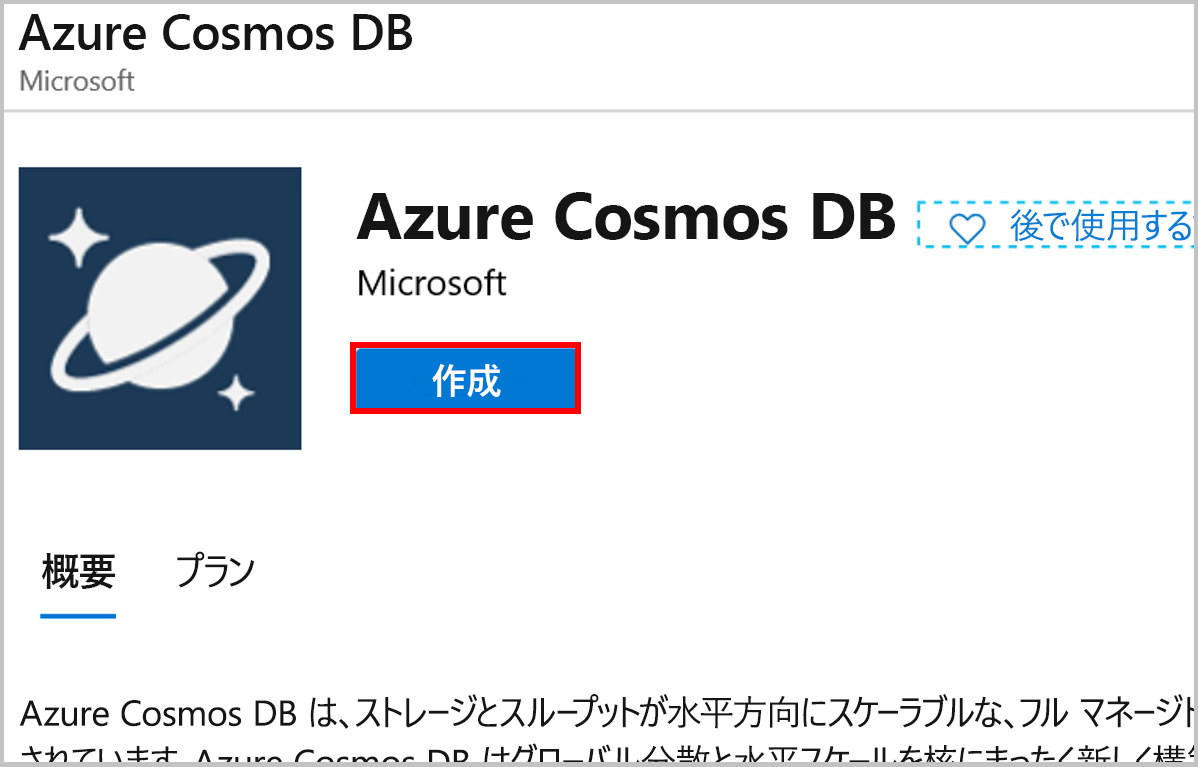 Azure Cosmos DB
Microsoft
Azure Cosmos DB
後で使用する
Microsoft
作成
概要
プラン
Azure Cosmos DB は、ストレージとスループットが水平方向にスケーラブルな、フル マネージド
されています. Azure Cosmos DB はグローバル分散と水平スケールを核にまったく新しく構築